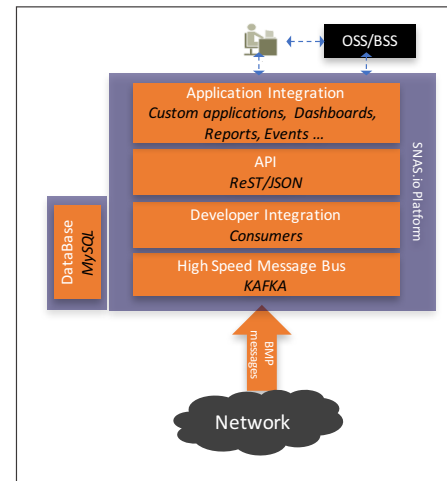 OSS/BSS
Application Integration
Custom applications, Dashboards,
Reports, Events ...
API
ReST/JSON
Developer Integration
Consumers
High Speed Message Bus
KAFKA
SNAS.io Platform
DataBase
MySQL
BMP
messages
Network